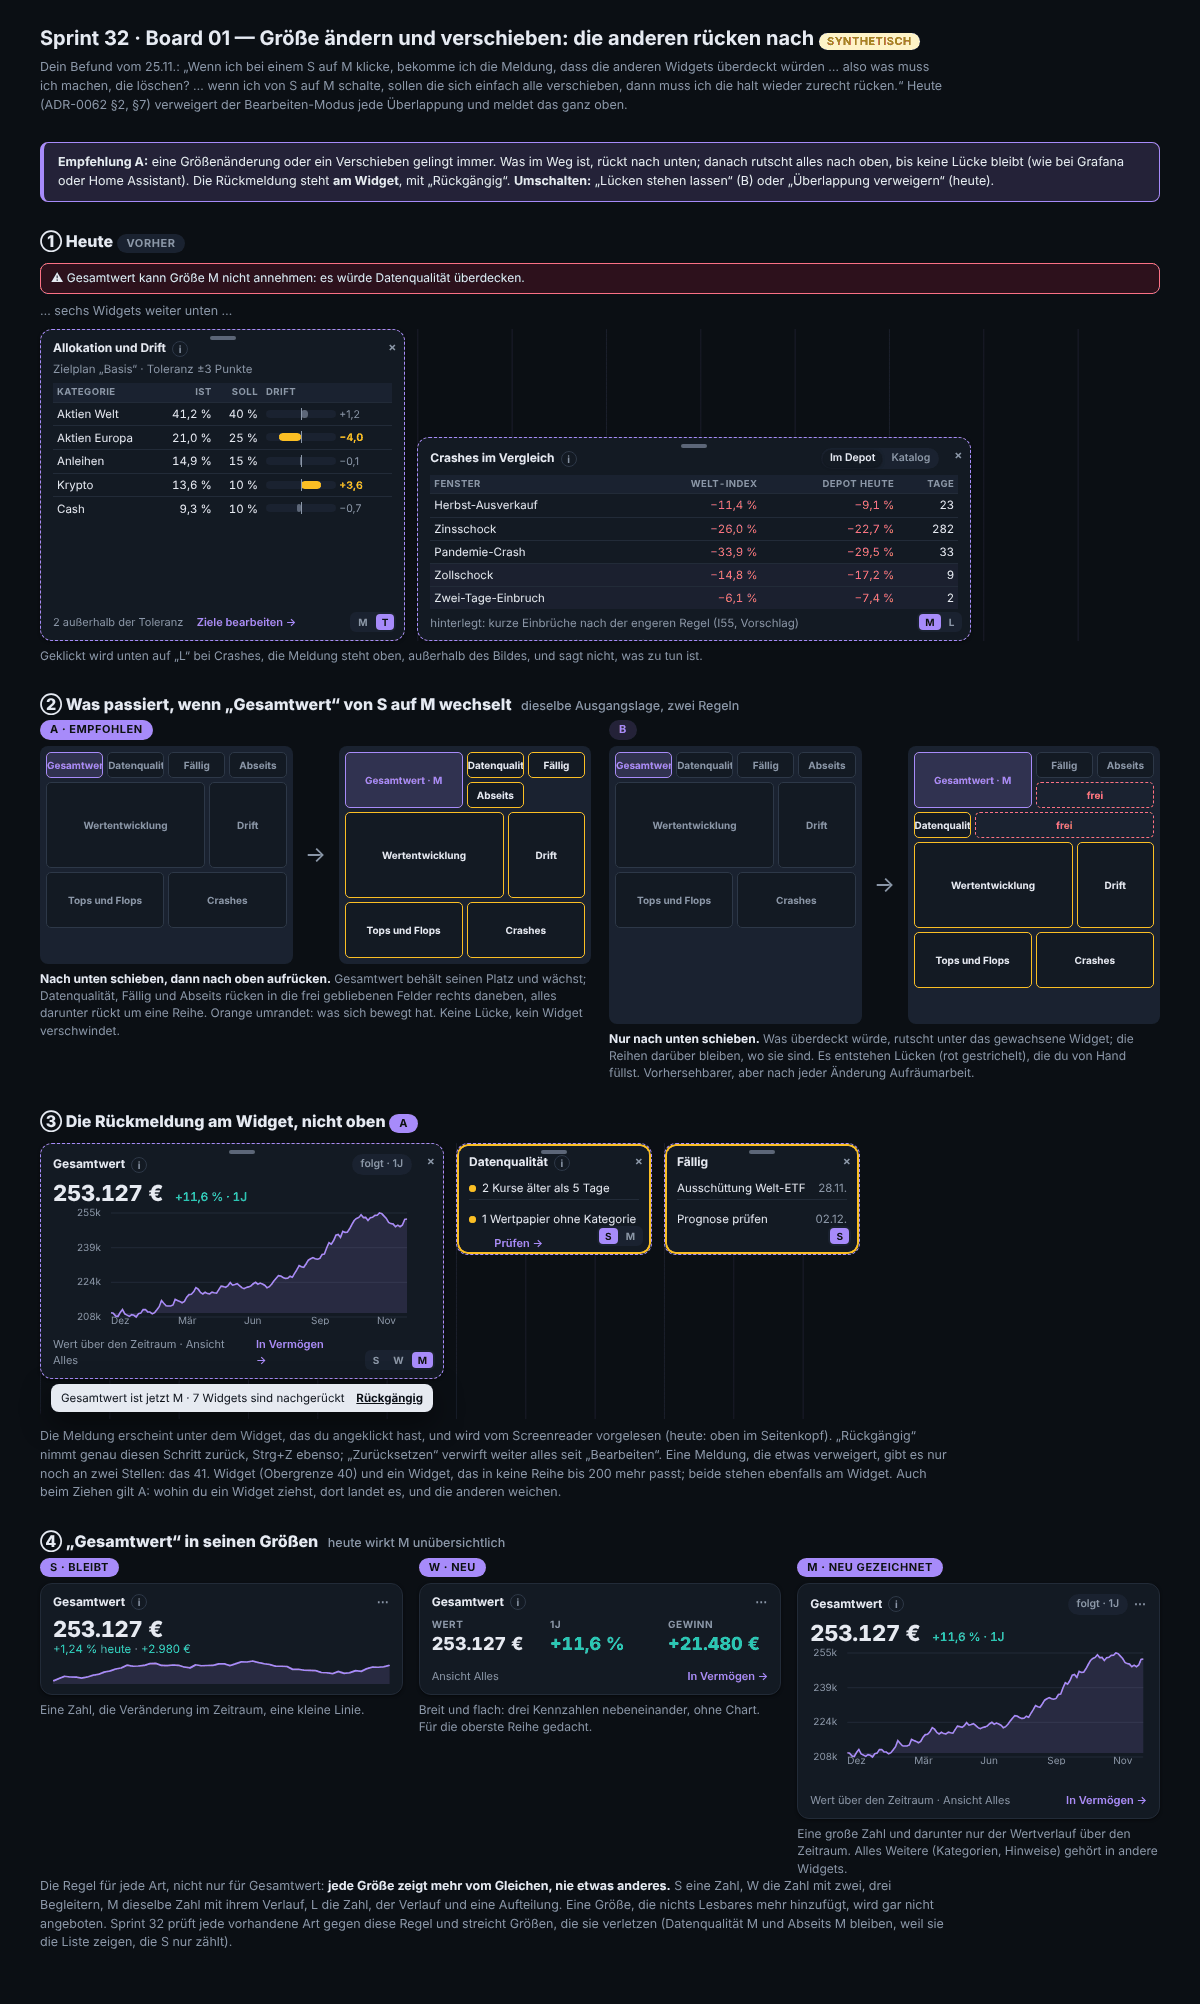 Sprint 32 · Board 01 — Größe ändern und verschieben: die anderen rücken nach SYNTHETISCH
Dein Befund vom 25.11.: „Wenn ich bei einem S auf M klicke, bekomme ich die Meldung, dass die anderen Widgets überdeckt würden … also was muss
ich machen, die löschen? … wenn ich von S auf M schalte, sollen die sich einfach alle verschieben, dann muss ich die halt wieder zurecht rücken.“ Heute
(ADR-0062 §2, §7) verweigert der Bearbeiten-Modus jede Überlappung und meldet das ganz oben.
Empfehlung A: eine Größenänderung oder ein Verschieben gelingt immer. Was im Weg ist, rückt nach unten; danach rutscht alles nach oben, bis keine Lücke bleibt (wie bei Grafana
oder Home Assistant). Die Rückmeldung steht am Widget, mit „Rückgängig“. Umschalten: „Lücken stehen lassen“ (B) oder „Überlappung verweigern“ (heute).
① Heute VORHER
⚠ Gesamtwert kann Größe M nicht annehmen: es würde Datenqualität überdecken.
… sechs Widgets weiter unten …
Allokation und Drift i ×
Zielplan „Basis“ · Toleranz ±3 Punkte
KATEGORIE IST SOLL DRIFT
Aktien Welt 41,2 % 40 % +1,2
Aktien Europa 21,0 % 25 % −4,0
Anleihen 14,9 % 15 % −0,1
Krypto 13,6 % 10 % +3,6
Cash 9,3 % 10 % −0,7
2 außerhalb der Toleranz Ziele bearbeiten → M T
Crashes im Vergleich i Im Depot Katalog ×
FENSTER WELT-INDEX DEPOT HEUTE TAGE
Herbst-Ausverkauf −11,4 % −9,1 % 23
Zinsschock −26,0 % −22,7 % 282
Pandemie-Crash −33,9 % −29,5 % 33
Zollschock −14,8 % −17,2 % 9
Zwei-Tage-Einbruch −6,1 % −7,4 % 2
hinterlegt: kurze Einbrüche nach der engeren Regel (I55, Vorschlag) M L
Geklickt wird unten auf „L“ bei Crashes, die Meldung steht oben, außerhalb des Bildes, und sagt nicht, was zu tun ist.
② Was passiert, wenn „Gesamtwert“ von S auf M wechselt dieselbe Ausgangslage, zwei Regeln
A · EMPFOHLEN
Gesamtwer Datenqualit Fällig Abseits
Wertentwicklung Drift
Tops und Flops Crashes
→
Gesamtwert · M Datenqualit Fällig
Abseits
Wertentwicklung Drift
Tops und Flops Crashes
Nach unten schieben, dann nach oben aufrücken. Gesamtwert behält seinen Platz und wächst;
Datenqualität, Fällig und Abseits rücken in die frei gebliebenen Felder rechts daneben, alles
darunter rückt um eine Reihe. Orange umrandet: was sich bewegt hat. Keine Lücke, kein Widget
verschwindet.
B
Gesamtwer Datenqualit Fällig Abseits
Wertentwicklung Drift
Tops und Flops Crashes
→
Gesamtwert · M Fällig Abseits
frei
Datenqualit frei
Wertentwicklung Drift
Tops und Flops Crashes
Nur nach unten schieben. Was überdeckt würde, rutscht unter das gewachsene Widget; die
Reihen darüber bleiben, wo sie sind. Es entstehen Lücken (rot gestrichelt), die du von Hand
füllst. Vorhersehbarer, aber nach jeder Änderung Aufräumarbeit.
③ Die Rückmeldung am Widget, nicht oben A
Gesamtwert i folgt · 1J ×
253.127 € +11,6 % · 1J
255k
239k
224k
208k
Dez Mär Jun Sep Nov
Wert über den Zeitraum · Ansicht In Vermögen
Alles → S W M
Datenqualität i ×
2 Kurse älter als 5 Tage
1 Wertpapier ohne Kategorie
Prüfen → S M
Fällig ×
Ausschüttung Welt-ETF 28.11.
Prognose prüfen 02.12.
S
Gesamtwert ist jetzt M · 7 Widgets sind nachgerückt Rückgängig
Die Meldung erscheint unter dem Widget, das du angeklickt hast, und wird vom Screenreader vorgelesen (heute: oben im Seitenkopf). „Rückgängig“
nimmt genau diesen Schritt zurück, Strg+Z ebenso; „Zurücksetzen“ verwirft weiter alles seit „Bearbeiten“. Eine Meldung, die etwas verweigert, gibt es nur
noch an zwei Stellen: das 41. Widget (Obergrenze 40) und ein Widget, das in keine Reihe bis 200 mehr passt; beide stehen ebenfalls am Widget. Auch
beim Ziehen gilt A: wohin du ein Widget ziehst, dort landet es, und die anderen weichen.
④ „Gesamtwert“ in seinen Größen heute wirkt M unübersichtlich
S · BLEIBT
Gesamtwert i ⋯
253.127 €
+1,24 % heute · +2.980 €
Eine Zahl, die Veränderung im Zeitraum, eine kleine Linie.
W · NEU
Gesamtwert i ⋯
WERT 1J GEWINN
253.127 € +11,6 % +21.480 €
Ansicht Alles In Vermögen →
Breit und flach: drei Kennzahlen nebeneinander, ohne Chart.
Für die oberste Reihe gedacht.
M · NEU GEZEICHNET
Gesamtwert i folgt · 1J ⋯
253.127 € +11,6 % · 1J
255k
239k
224k
208k
Dez Mär Jun Sep Nov
Wert über den Zeitraum · Ansicht Alles In Vermögen →
Eine große Zahl und darunter nur der Wertverlauf über den
Zeitraum. Alles Weitere (Kategorien, Hinweise) gehört in andere
Widgets.
Die Regel für jede Art, nicht nur für Gesamtwert: jede Größe zeigt mehr vom Gleichen, nie etwas anderes. S eine Zahl, W die Zahl mit zwei, drei
Begleitern, M dieselbe Zahl mit ihrem Verlauf, L die Zahl, der Verlauf und eine Aufteilung. Eine Größe, die nichts Lesbares mehr hinzufügt, wird gar nicht
angeboten. Sprint 32 prüft jede vorhandene Art gegen diese Regel und streicht Größen, die sie verletzen (Datenqualität M und Abseits M bleiben, weil sie
die Liste zeigen, die S nur zählt).